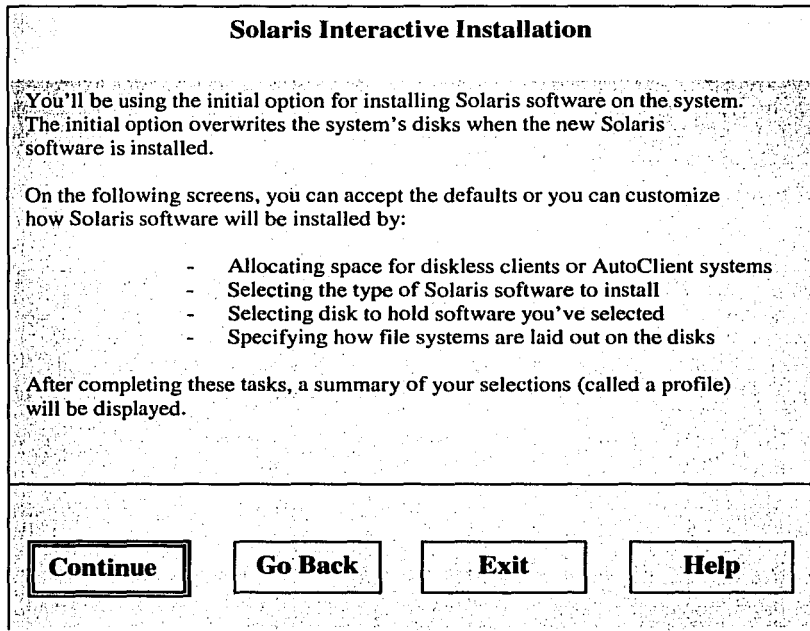 Solaris Interactive Installation
You'll be using the initial option for installing Solaris software on the system.
The initial option overwrites the system's disks when the new Solaris
software is installed.
On the following screens, you can accept the defaults or you can customize
how Solaris software will be installed by:
- Allocating space for diskless clients or AutoClient systems
- Selecting the type of Solaris software to install
- Selecting disk to hold software you've selected
- Specifying how file systems are laid out on the disks
After completing these tasks, a summary of your selections (called a profile)
will be displayed.
Continue Go Back Exit Help